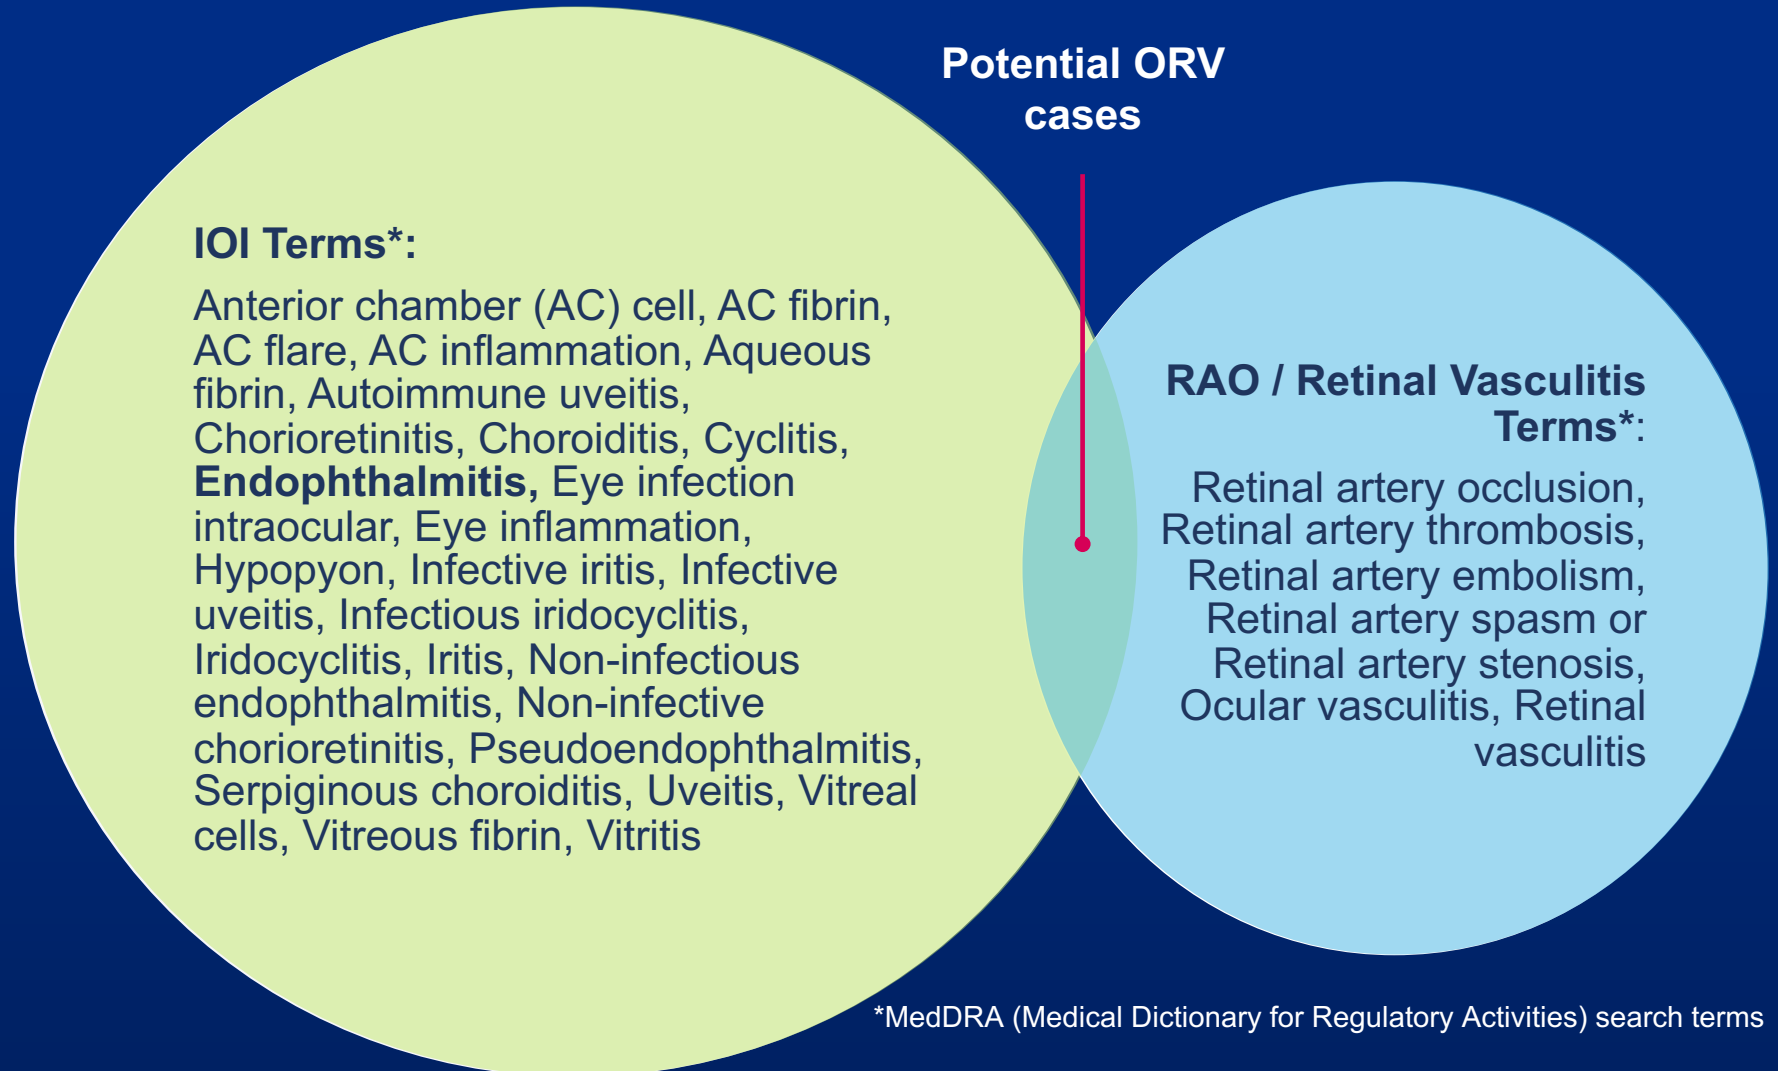 Potential ORV
cases
IOI Terms*:
Anterior chamber (AC) cell, AC fibrin,
AC flare, AC inflammation, Aqueous
fibrin, Autoimmune uveitis,
Chorioretinitis, Choroiditis, Cyclitis,
Endophthalmitis, Eye infection
intraocular, Eye inflammation,
Hypopyon, Infective iritis, Infective
uveitis, Infectious iridocyclitis,
Iridocyclitis, Iritis, Non-infectious
endophthalmitis, Non-infective
chorioretinitis, Pseudoendophthalmitis,
Serpiginous choroiditis, Uveitis, Vitreal
cells, Vitreous fibrin, Vitritis
RAO / Retinal Vasculitis
Terms*:
Retinal artery occlusion,
Retinal artery thrombosis,
Retinal artery embolism,
Retinal artery spasm or
Retinal artery stenosis,
Ocular vasculitis, Retinal
vasculitis
*MedDRA (Medical Dictionary for Regulatory Activities) search terms